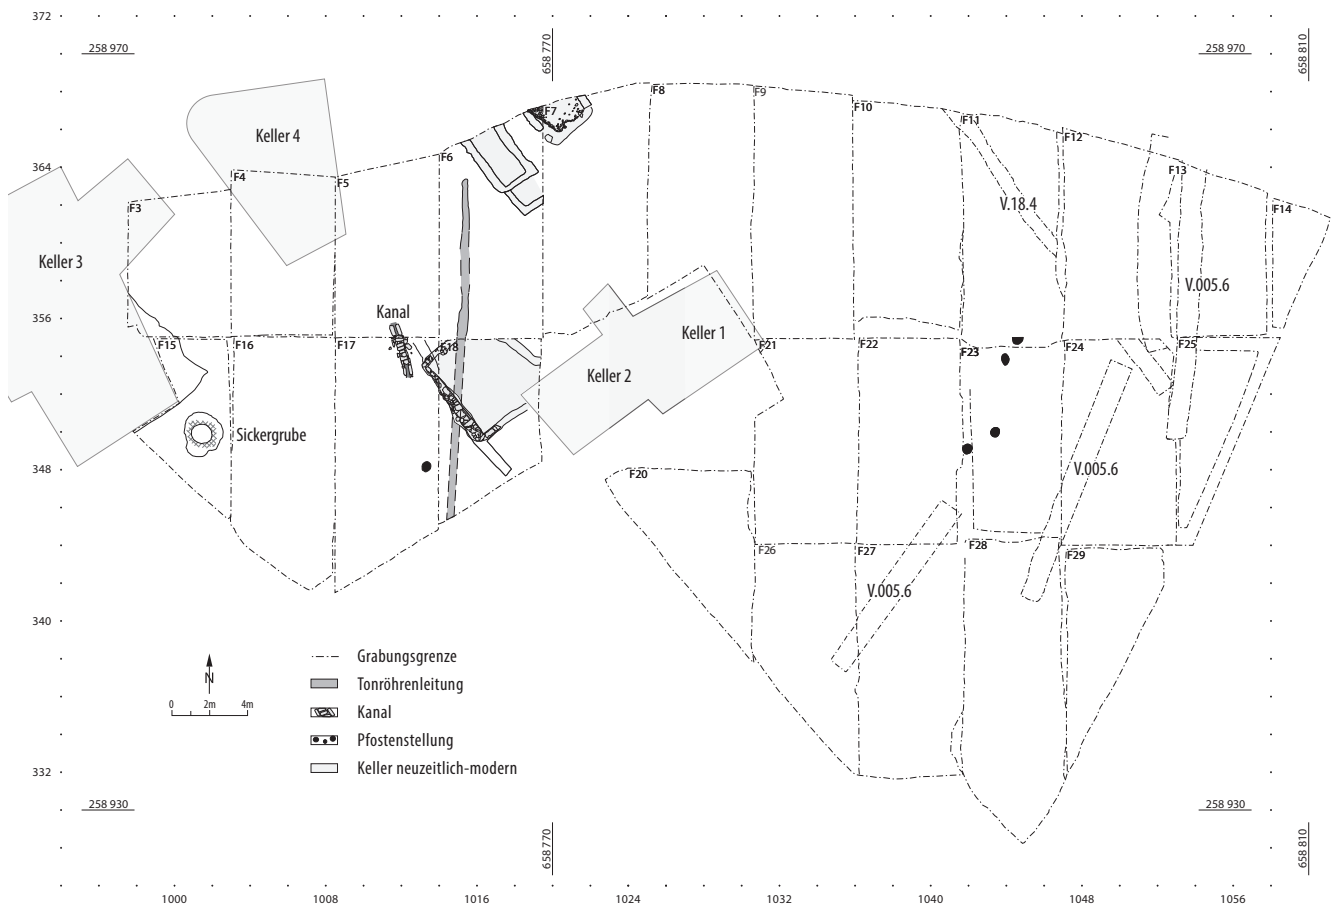 372
258 970
658 770
258 970
658 810
F7
F8
F9
F10
F11
F12
F13
F14
Keller 4
F6
364
F4
F5
F3
V.18.4
Keller 3
V.005.6
356
Kanal
Keller 1
F15
F16
F17
F18
F21
F22
F23
F24
F25
Keller 2
Sickergrube
348
F20
V.005.6
F26
F27
F28
F29
V.005.6
340
Grabungsgrenze
N
Tonröhrenleitung
0 2m 4m
Kanal
Pfostenstellung
Keller neuzeitlich-modern
332
258 930
658 770
258 930
658 810
1000 1008 1016 1024 1032 1040 1048 1056